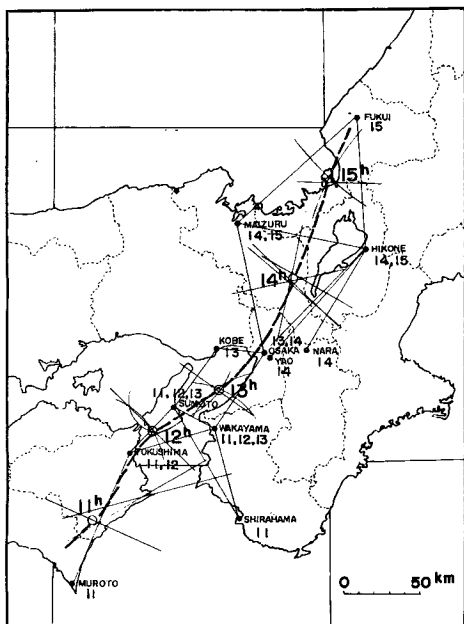 FUKUI
15
15h
MAIZURU
14,15
HIKONE
14,15
14h
KOBE
13
13,14
OSAKA
YAO
14
NARA
14
11,12,13
SUMOTO
13h
12h
WAKAYAMA
11,12,13
TOKUSHIMA
11,12
11h
SHIRAHAMA
11
MUROTO
11
0 50 km